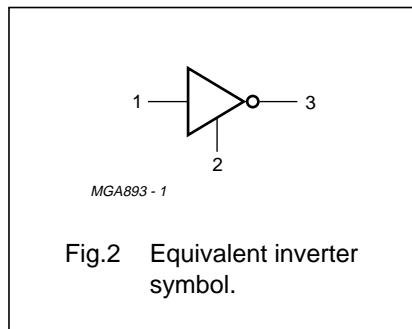 1
3
2
MGA893 - 1
Fig.2 Equivalent inverter
symbol.